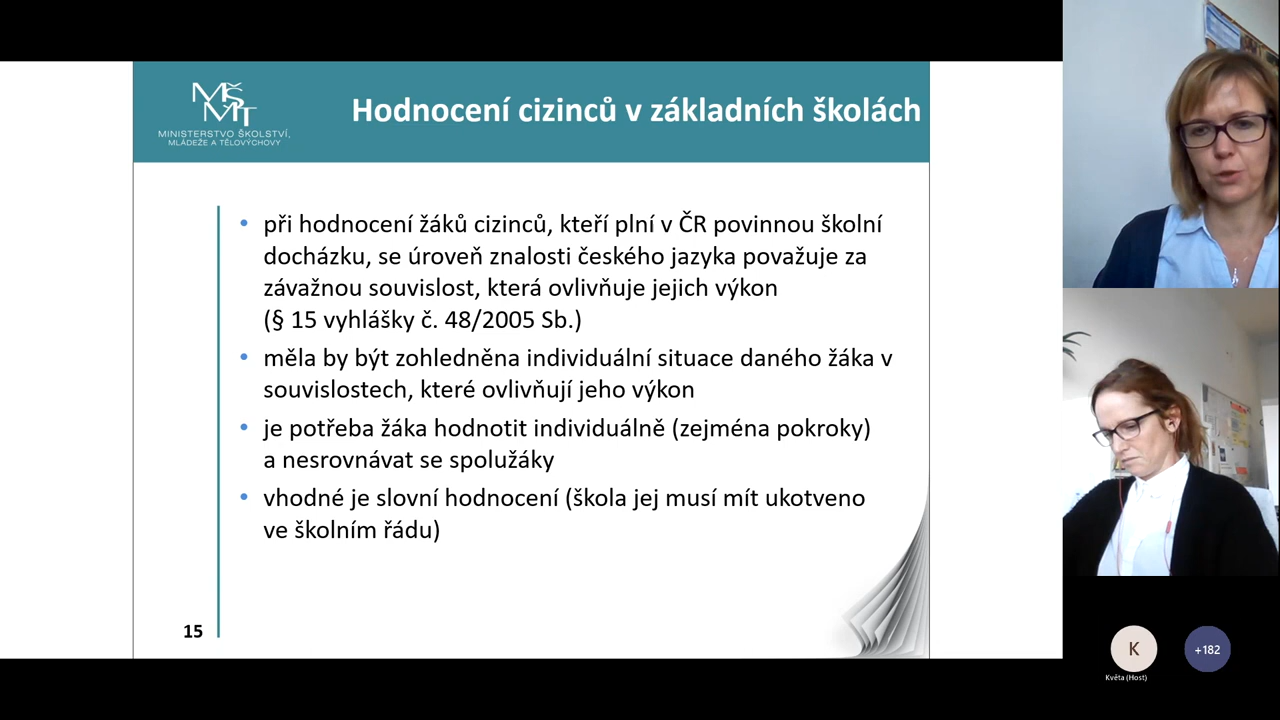 MŠMT
MINISTERSTVO ŠKOLSTVÍ,
MLÁDEŽE A TĚLOVÝCHOVY
Hodnocení cizinců v základních školách
• při hodnocení žáků cizinců, kteří plní v ČR povinnou školní
docházku, se úroveň znalosti českého jazyka považuje za
závažnou souvislost, která ovlivňuje jejich výkon
(§ 15 vyhlášky č. 48/2005 Sb.)
• měla by být zohledněna individuální situace daného žáka v
souvislostech, které ovlivňují jeho výkon
• je potřeba žáka hodnotit individuálně (zejména pokroky)
a nesrovnávat se spolužáky
• vhodné je slovní hodnocení (škola jej musí mít ukotveno
ve školním řádu)
15
K
+182
Květa (Host)